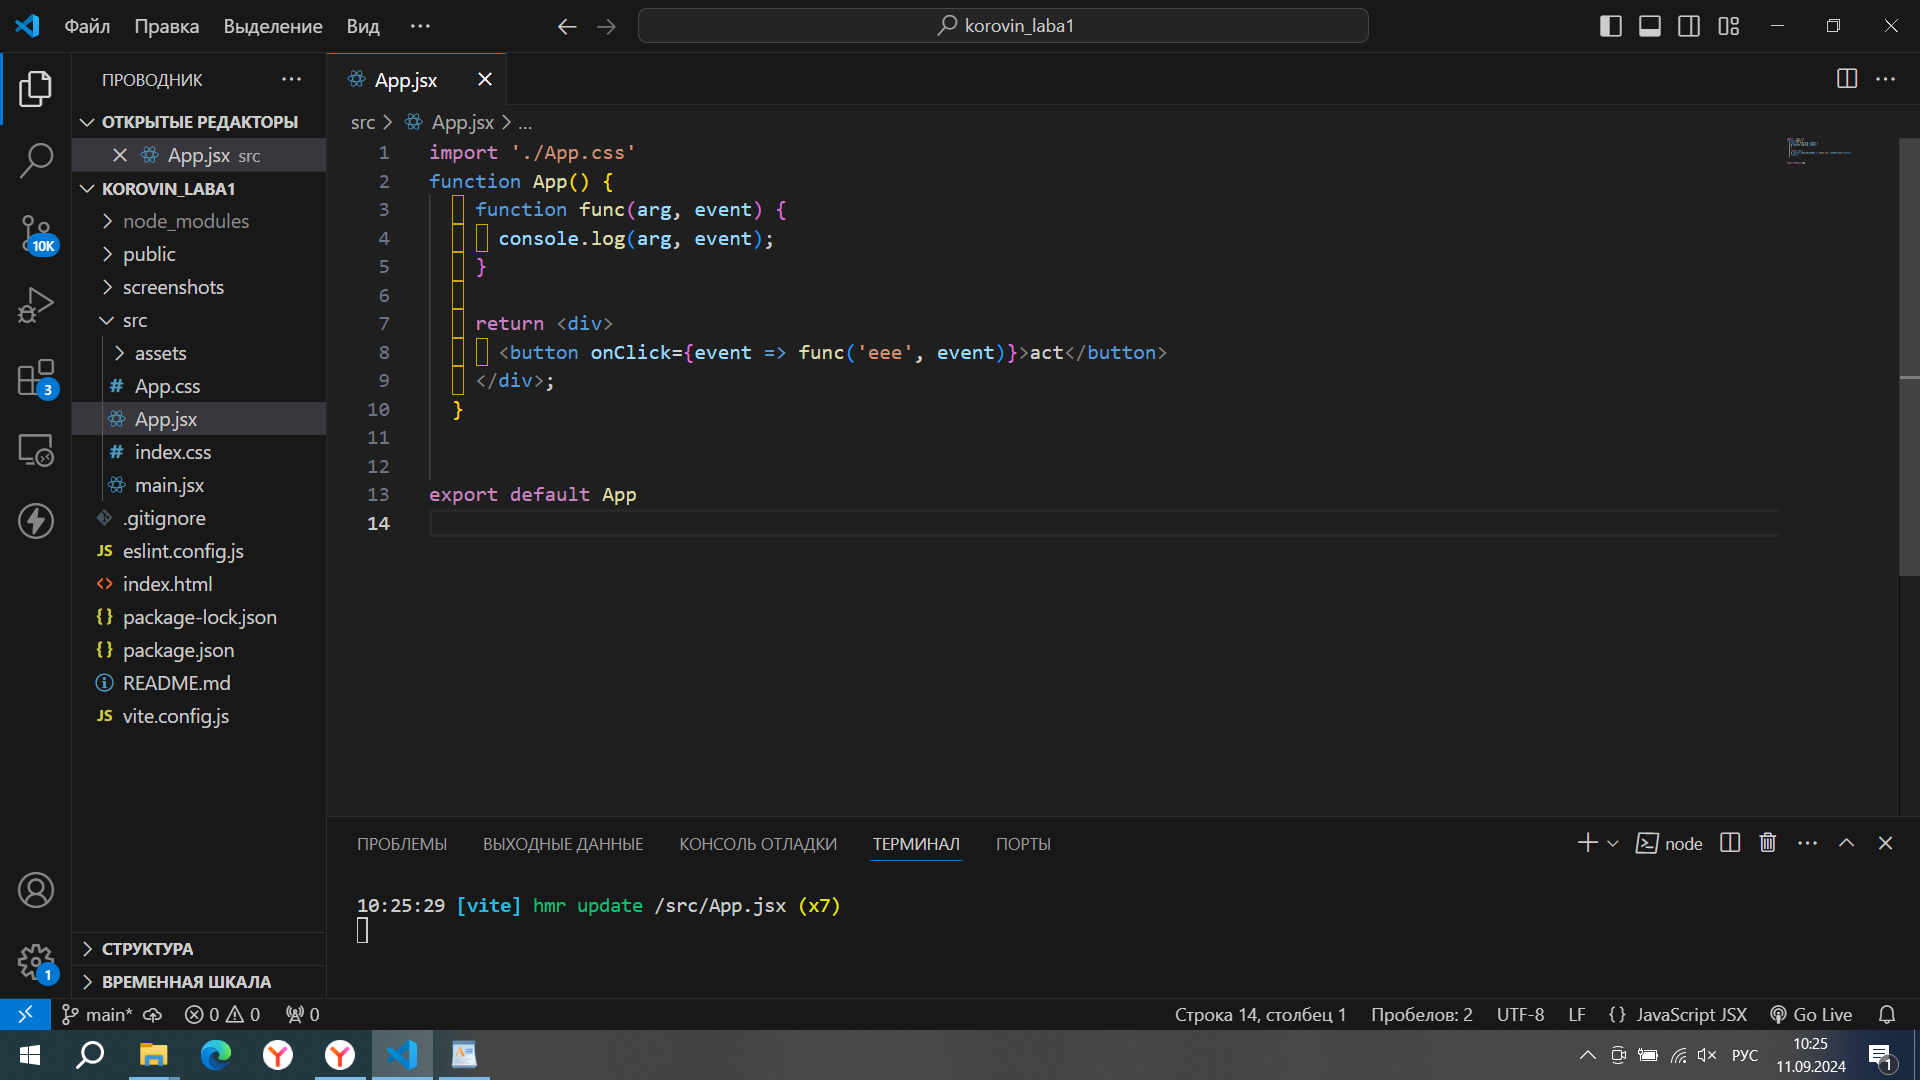 Файл Правка Выделение Вид ··· korovin_laba1
ПРОВОДНИК ···
ОТКРЫТЫЕ РЕДАКТОРЫ
App.jsx src
KOROVIN_LABA1
node_modules
public
screenshots
src
assets
# App.css
App.jsx
# index.css
main.jsx
.gitignore
JS eslint.config.js
<> index.html
{} package-lock.json
{} package.json
README.md
JS vite.config.js
СТРУКТУРА
ВРЕМЕННАЯ ШКАЛА
10K
3
1
App.jsx
src > App.jsx > ...
1 import './App.css'
2 function App() {
3 function func(arg, event) {
4 console.log(arg, event);
5 }
6
7 return <div>
8 <button onClick={event => func('eee', event)}>act</button>
9 </div>;
10 }
11
12
13 export default App
14
ПРОБЛЕМЫ ВЫХОДНЫЕ ДАННЫЕ КОНСОЛЬ ОТЛАДКИ ТЕРМИНАЛ ПОРТЫ node
10:25:29 [vite] hmr update /src/App.jsx (x7)
main* 0 0 0 Строка 14, столбец 1 Пробелов: 2 UTF-8 LF {} JavaScript JSX Go Live
РУС 10:25
11.09.2024
1